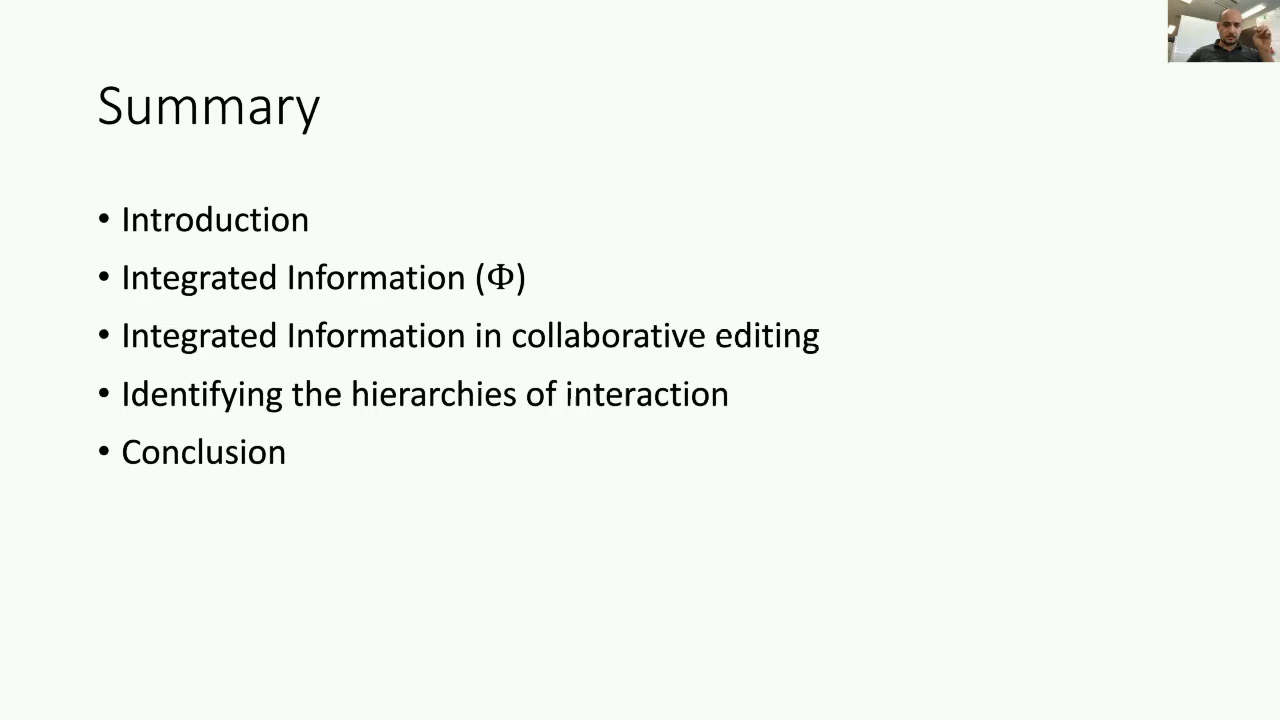 Summary
• Introduction
• Integrated Information (Φ)
• Integrated Information in collaborative editing
• Identifying the hierarchies of interaction
• Conclusion